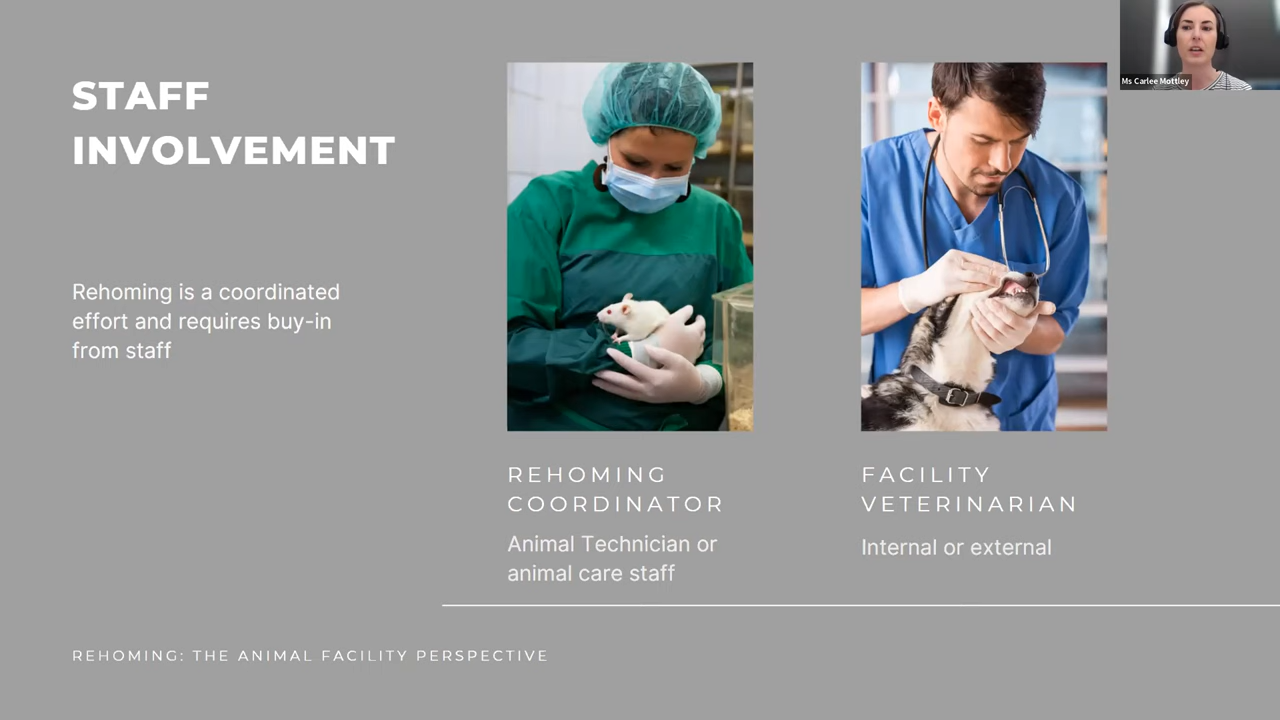 STAFF
INVOLVEMENT
Rehoming is a coordinated
effort and requires buy-in
from staff
REHOMING
COORDINATOR
Animal Technician or
animal care staff
FACILITY
VETERINARIAN
Internal or external
REHOMING: THE ANIMAL FACILITY PERSPECTIVE
Ms Carlee Mottley